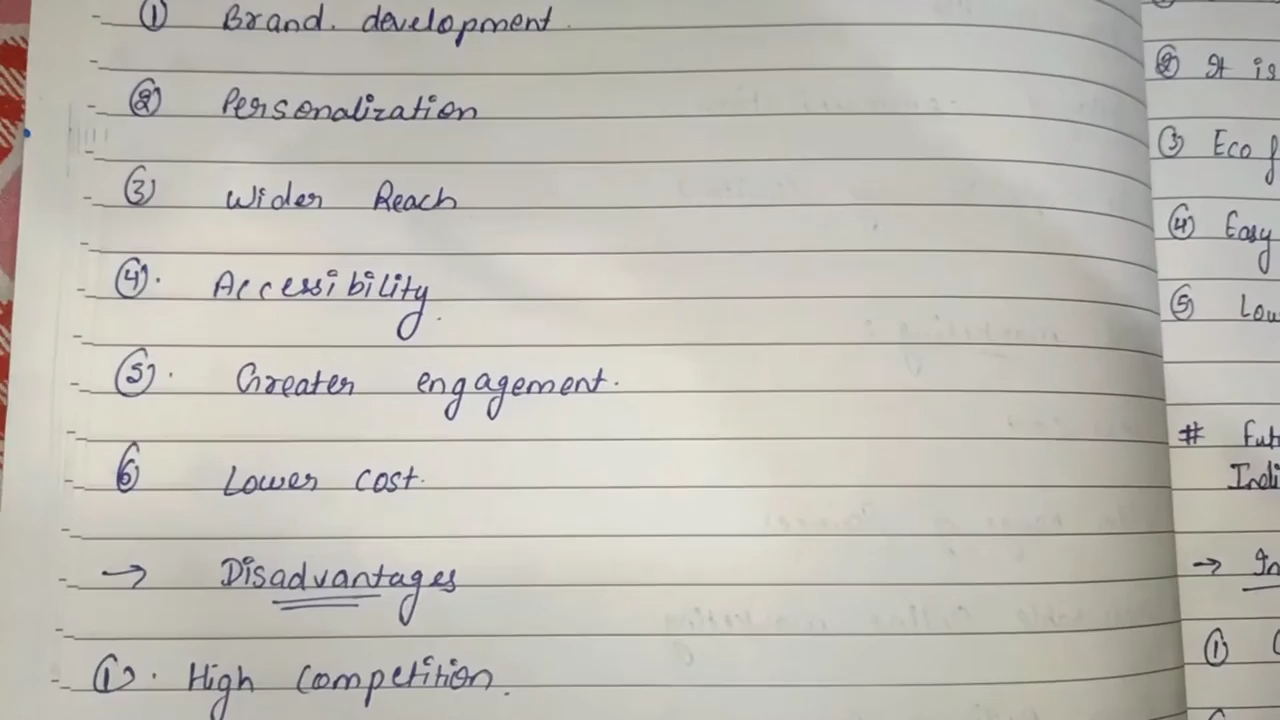 ① Brand. development.
② Personalization
③ Wider Reach
④. Accessibility.
⑤. Greater engagement.
⑥ Lower cost.
→ Disadvantages
①. High Competition.
② It is
③ Eco f
④ Easy
⑤ Low
# Fut
Indi
→ In
①